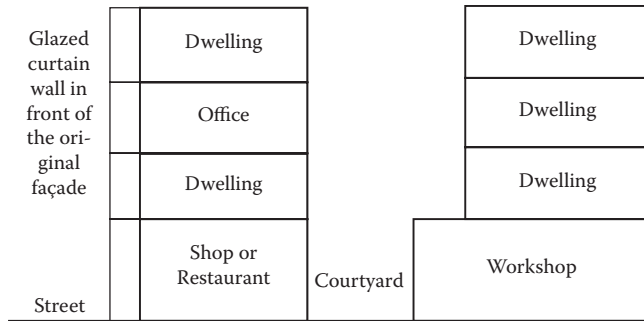 Glazed
curtain
wall in
front of
the ori-
ginal
façade
Street
Dwelling
Office
Dwelling
Shop or
Restaurant
Courtyard
Dwelling
Dwelling
Dwelling
Workshop